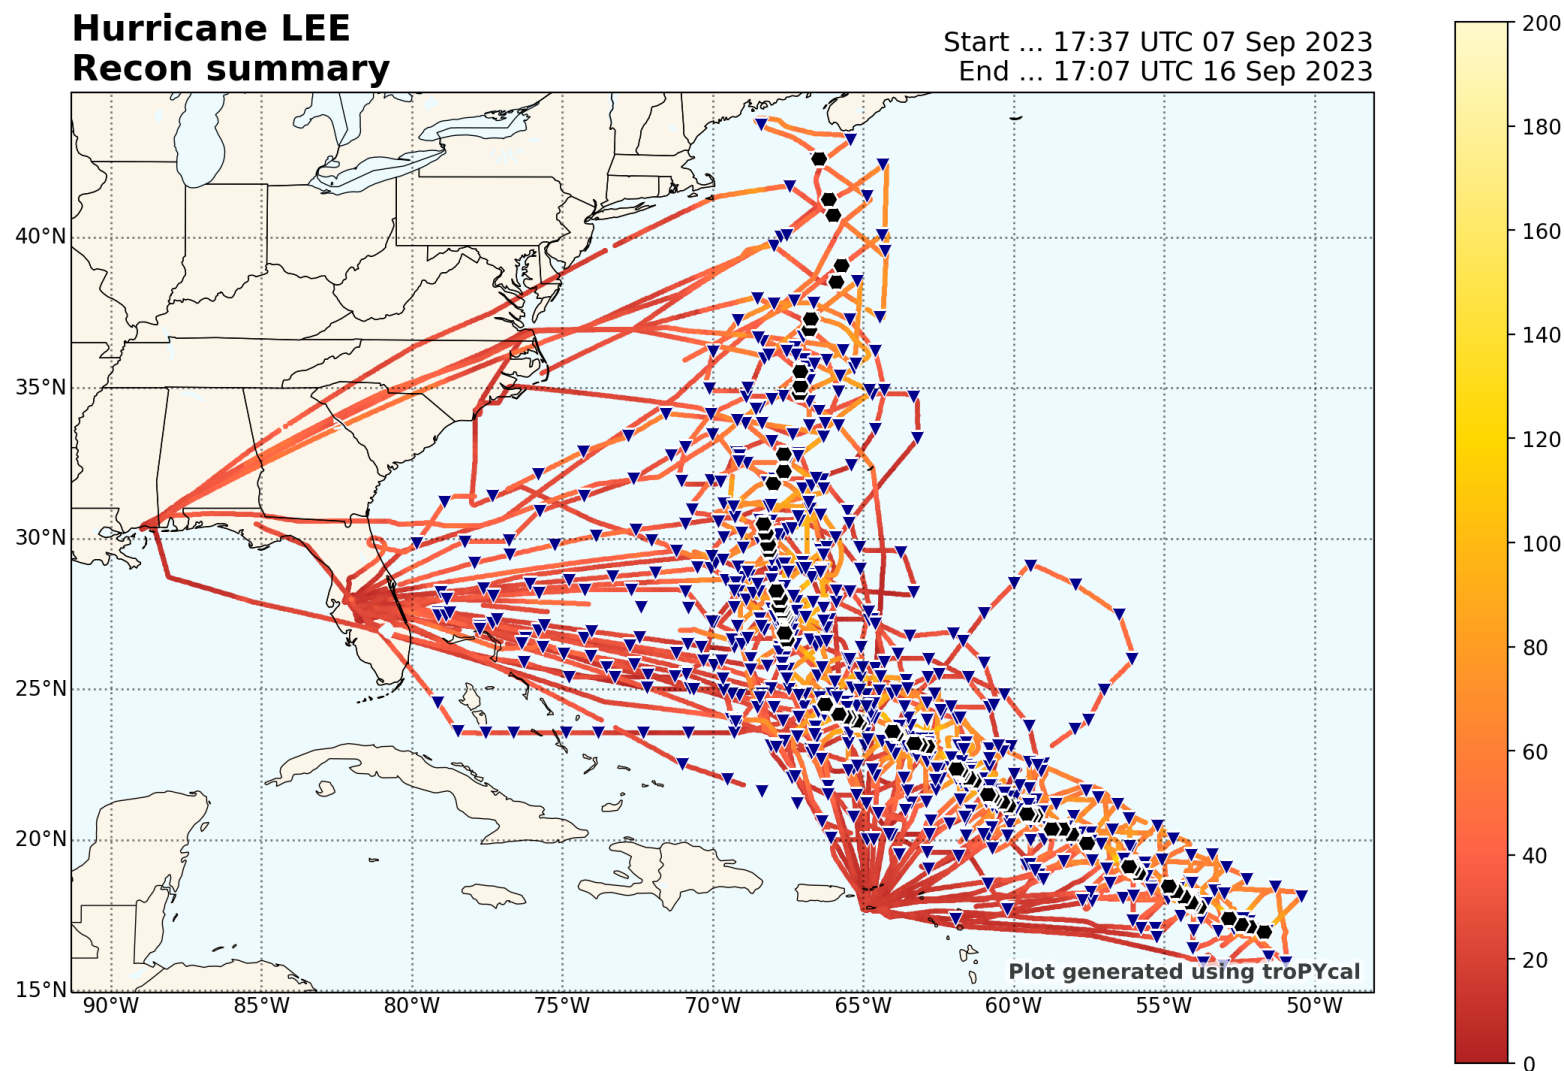 Hurricane LEE
Recon summary
Start ... 17:37 UTC 07 Sep 2023
End ... 17:07 UTC 16 Sep 2023
200
180
160
140
120
100
80
60
40
20
0
40°N
35°N
30°N
25°N
20°N
15°N
Plot generated using troPYcal
90°W 85°W 80°W 75°W 70°W 65°W 60°W 55°W 50°W